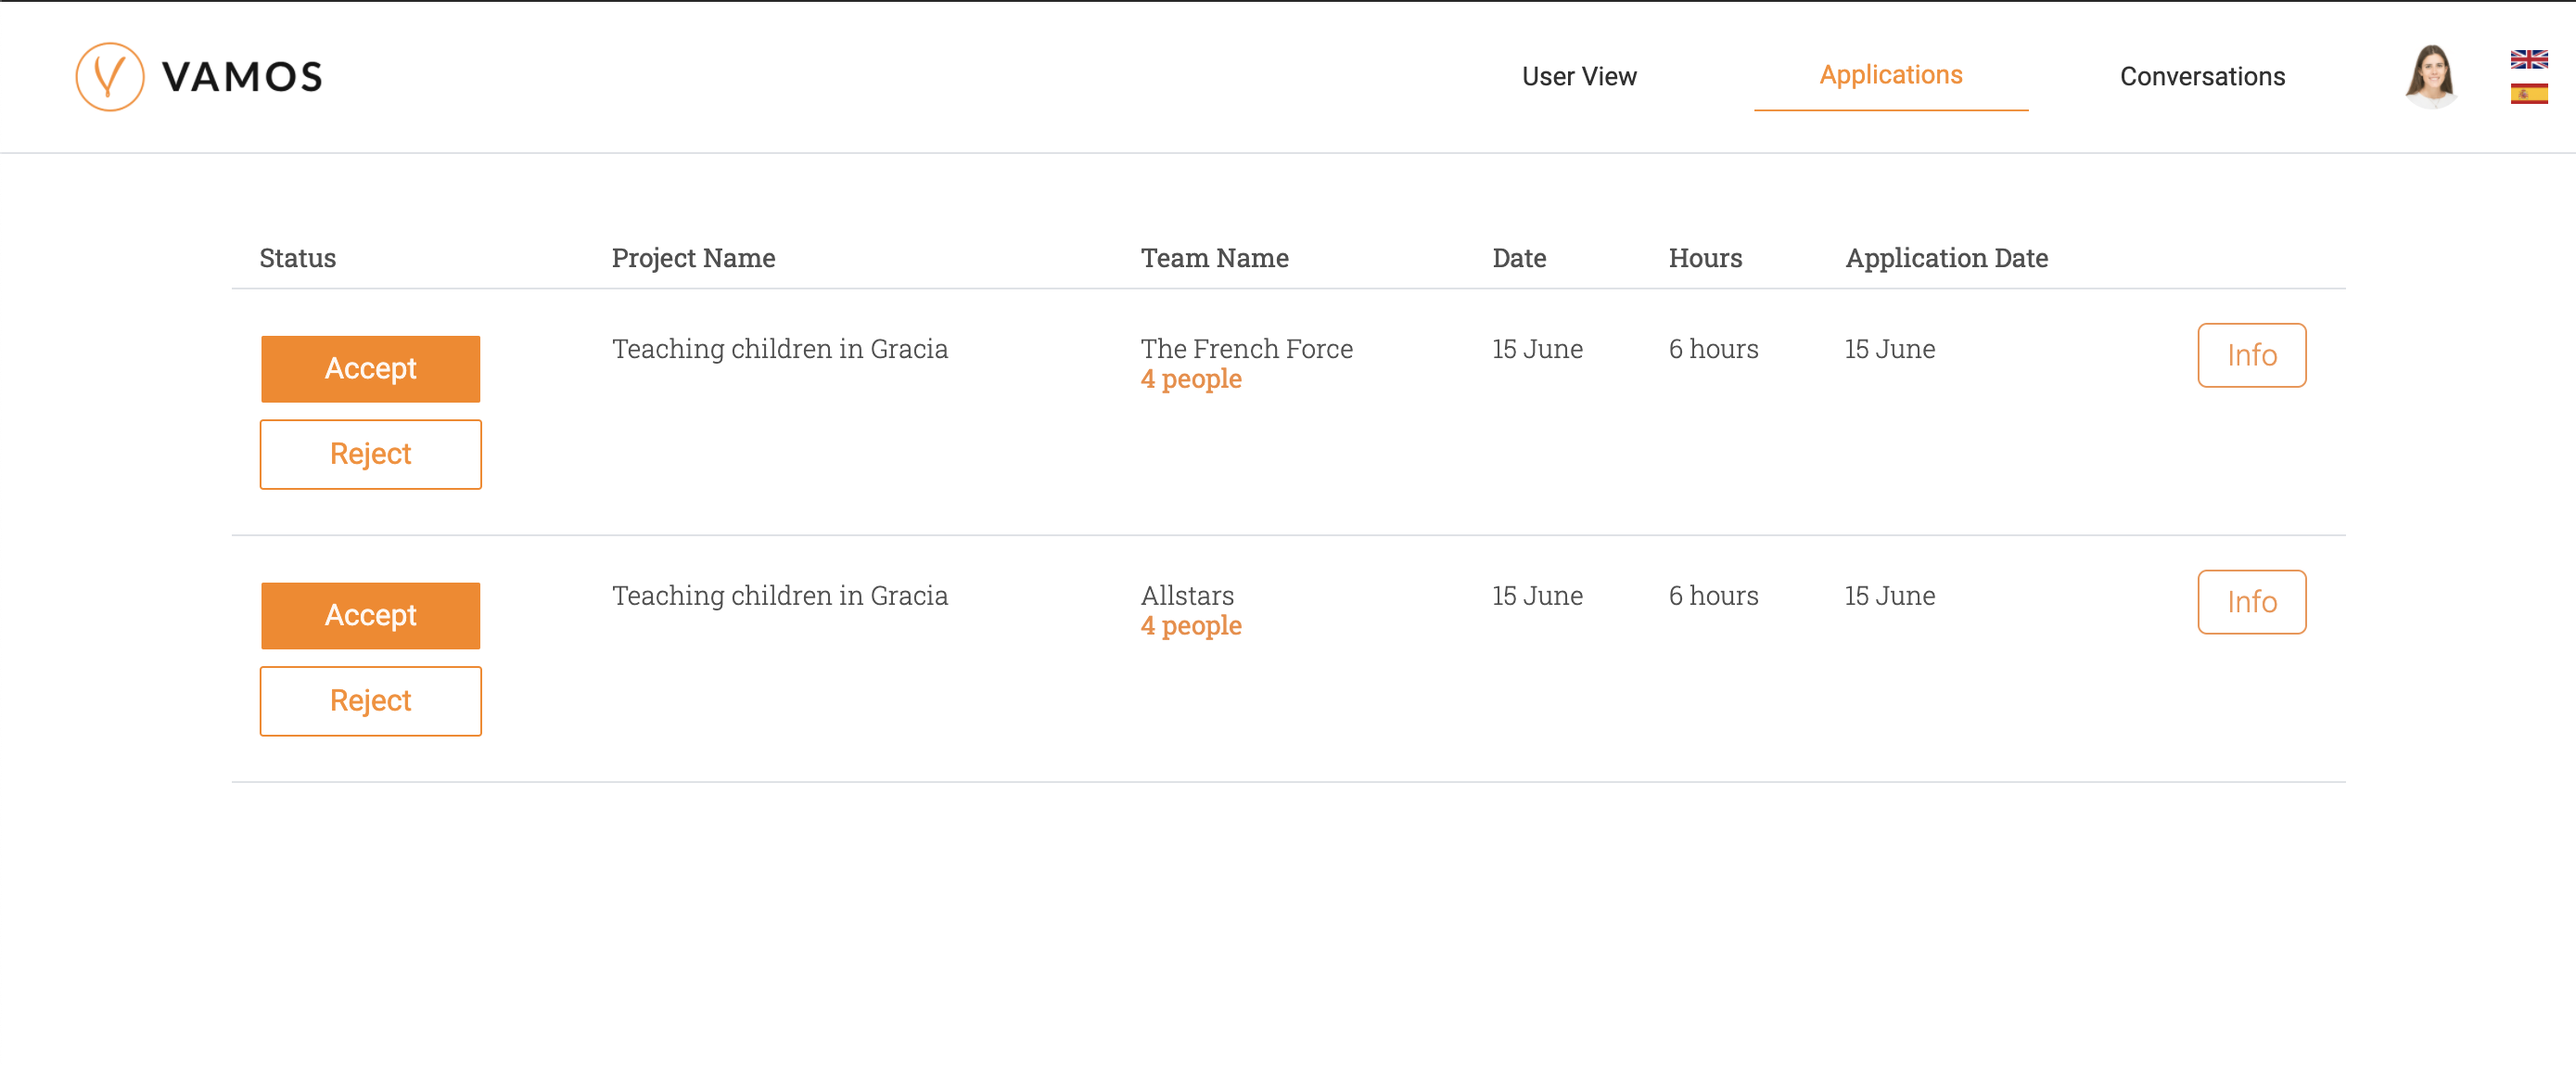 VAMOS
User View
Applications
Conversations
Status
Project Name
Team Name
Date
Hours
Application Date
Accept
Reject
Teaching children in Gracia
The French Force
4 people
15 June
6 hours
15 June
Info
Accept
Reject
Teaching children in Gracia
Allstars
4 people
15 June
6 hours
15 June
Info